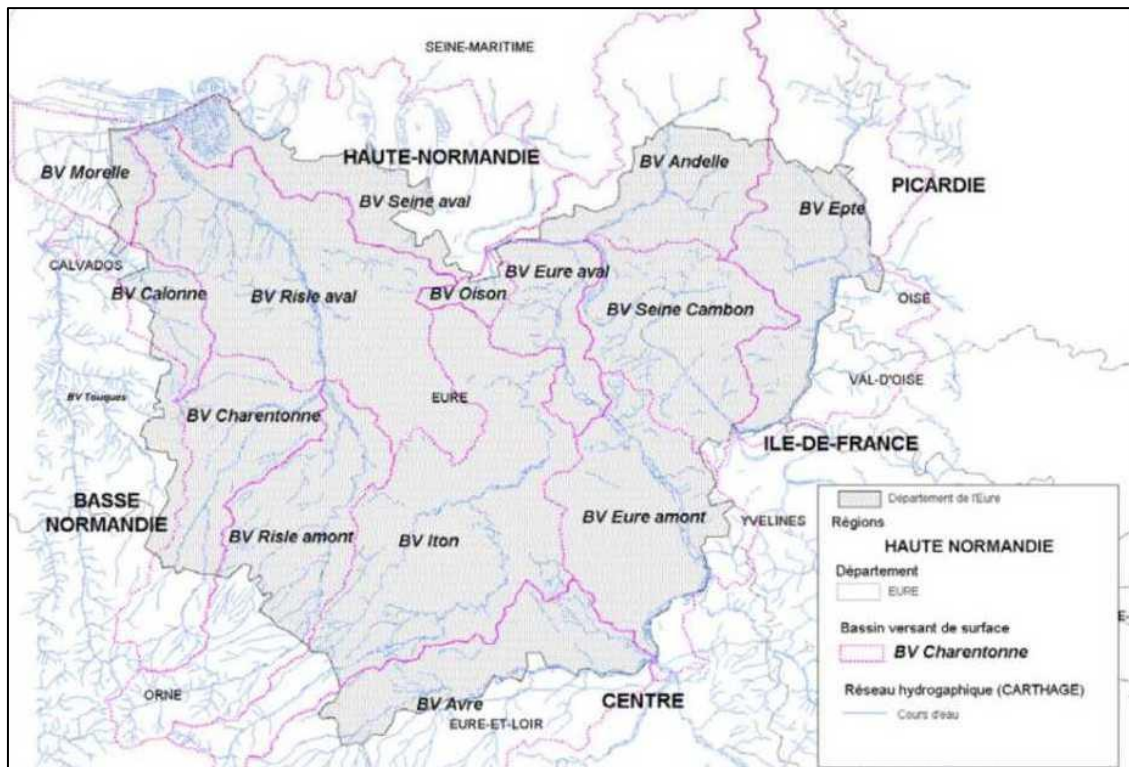 SEINE-MARITIME
HAUTE-NORMANDIE
BV Andelle
BV Morelle
PICARDIE
BV Seine aval
BV Epte
CALVADOS
BV Calonne
BV Risle aval
BV Oison
BV Eure aval
OISE
BV Seine Cambon
VAL-D'OISE
BV Touques
EURE
BV Charentonne
ILE-DE-FRANCE
BASSE
NORMANDIE
BV Risle amont
BV Iton
BV Eure amont
YVELINES
ORNE
BV Avre
EURE-ET-LOIR
CENTRE
Département de l'Eure
Régions
HAUTE NORMANDIE
Département
EURE
Bassin versant de surface
BV Charentonne
Réseau hydrogaphique (CARTHAGE)
Cours d'eau
E-